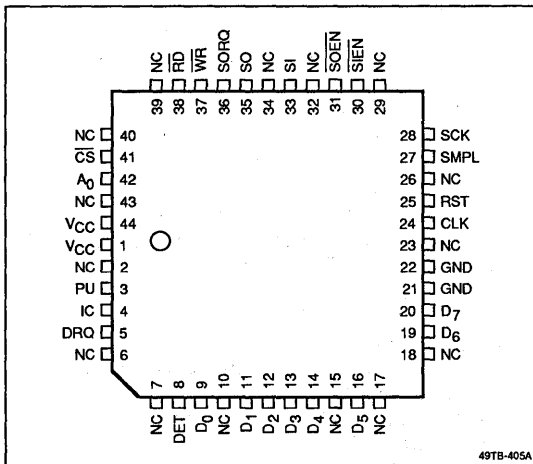 NC RD WR SORQ SO NC SI NC SOEN SIEN NC
39 38 37 36 35 34 33 32 31 30 29
NC 40
CS 41
A0 42
NC 43
VCC 44
VCC 1
NC 2
PU 3
IC 4
DRQ 5
NC 6
28 SCK
27 SMPL
26 NC
25 RST
24 CLK
23 NC
22 GND
21 GND
20 D7
19 D6
18 NC
7 8 9 10 11 12 13 14 15 16 17
NC DET D0 NC D1 D2 D3 D4 NC D5 NC
49TB-405A